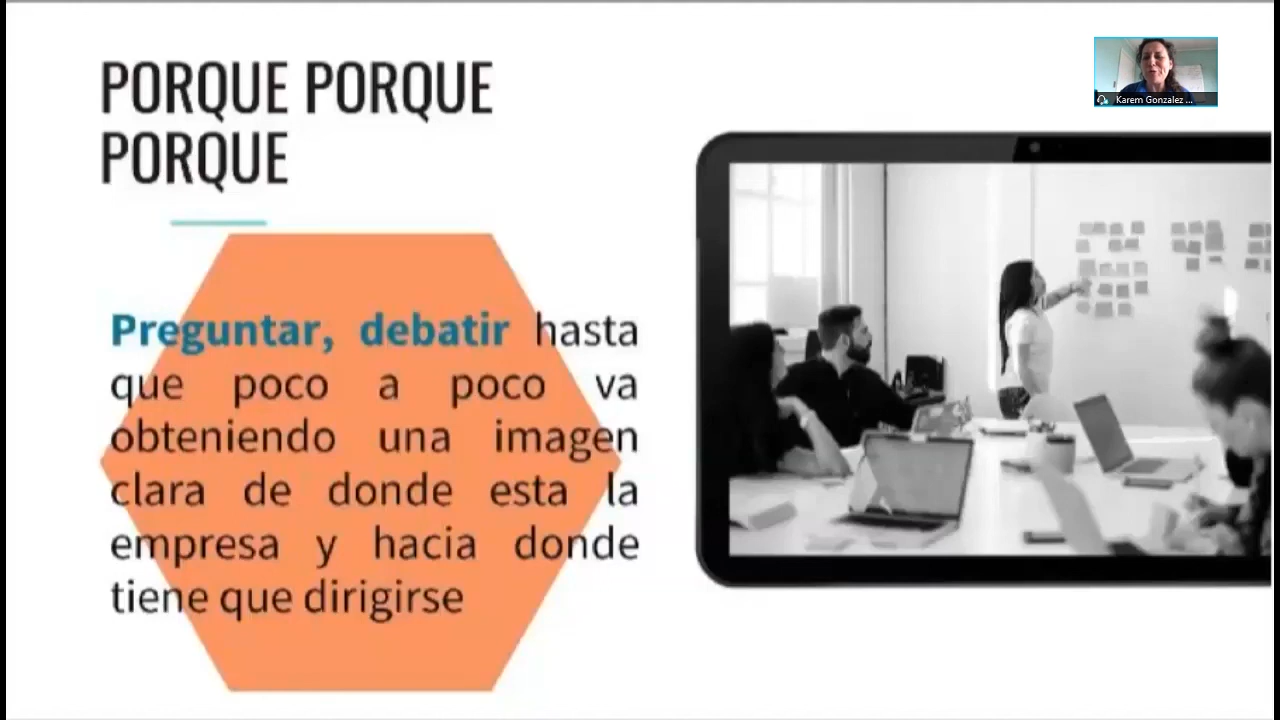 PORQUE PORQUE
PORQUE
Karem Gonzalez ...
Preguntar, debatir hasta
que poco a poco va
obteniendo una imagen
clara de donde esta la
empresa y hacia donde
tiene que dirigirse